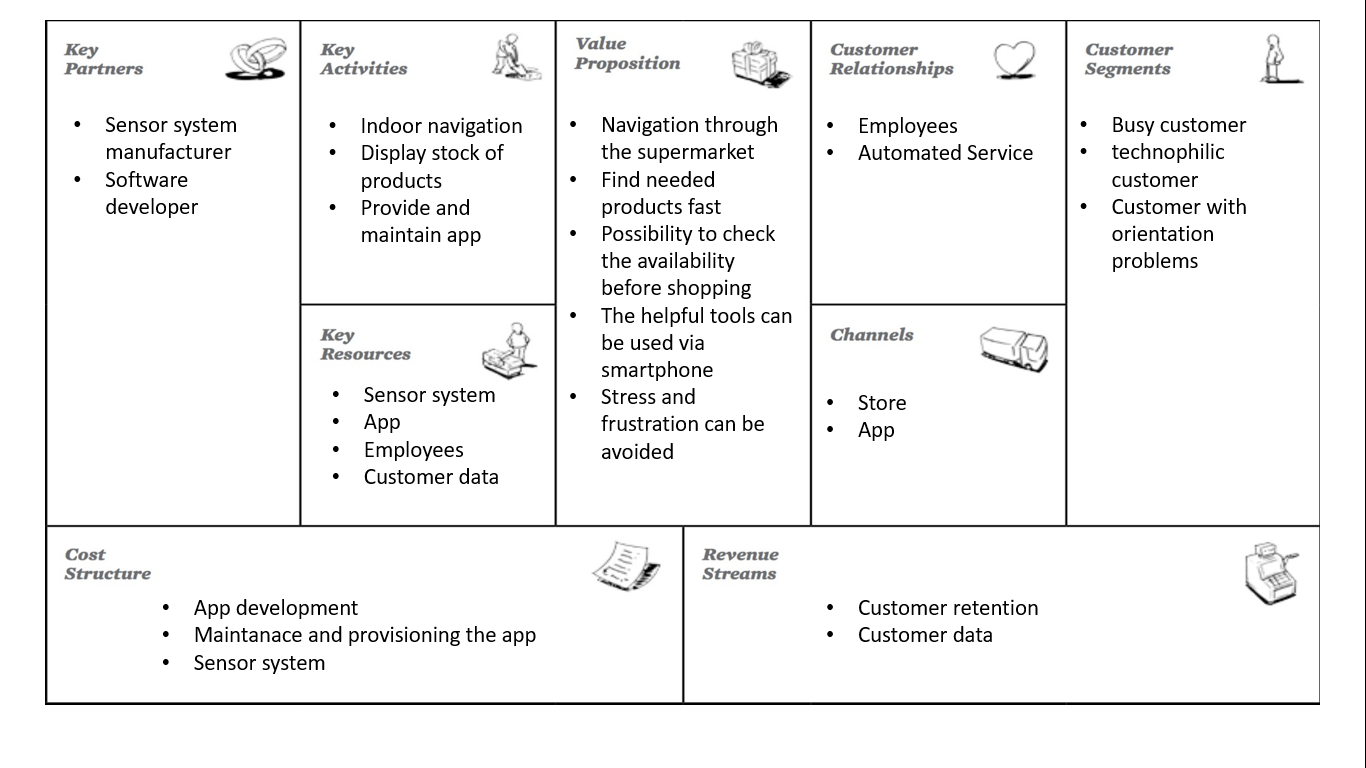 Key
Partners
Sensor system
manufacturer
Software
developer
Key
Activities
Indoor navigation
Display stock of
products
Provide and
maintain app
Key
Resources
Sensor system
App
Employees
Customer data
Value
Proposition
Navigation through
the supermarket
Find needed
products fast
Possibility to check
the availability
before shopping
The helpful tools can
be used via
smartphone
Stress and
frustration can be
avoided
Customer
Relationships
Employees
Automated Service
Channels
Store
App
Customer
Segments
Busy customer
technophilic
customer
Customer with
orientation
problems
Cost
Structure
App development
Maintanace and provisioning the app
Sensor system
Revenue
Streams
Customer retention
Customer data